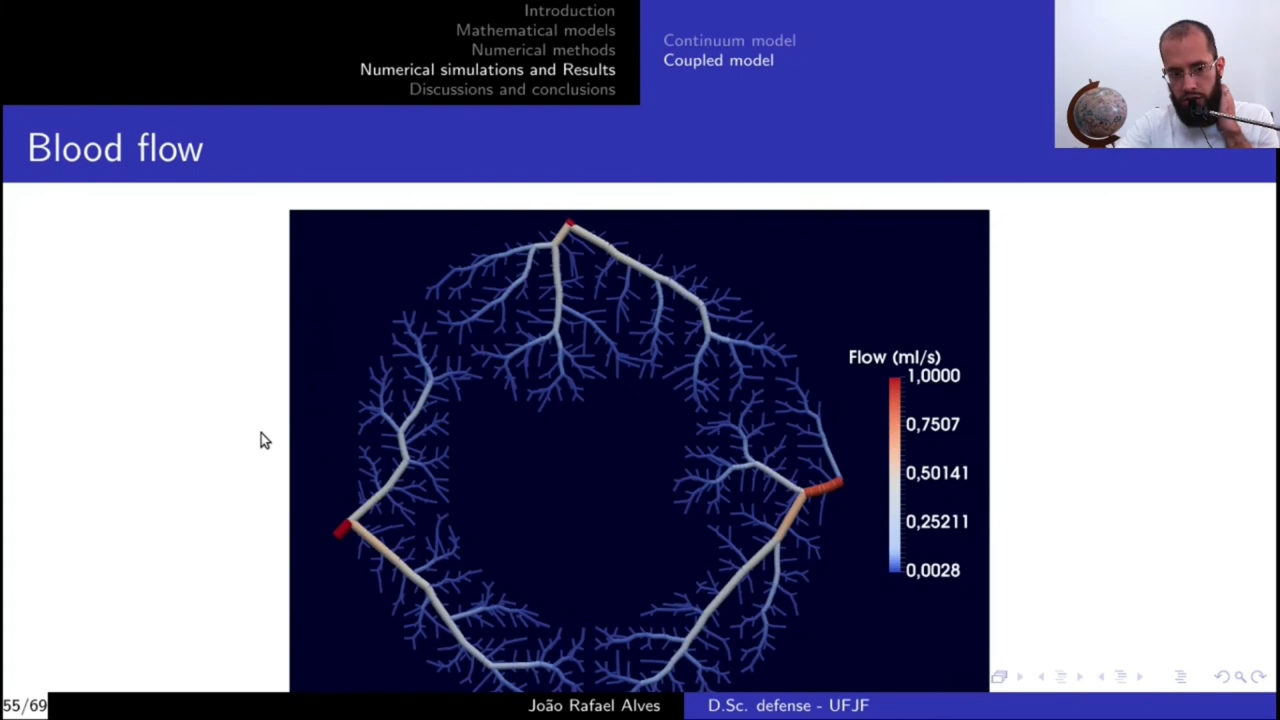 Introduction
Mathematical models
Numerical methods
Numerical simulations and Results
Discussions and conclusions
Continuum model
Coupled model
Blood flow
Flow (ml/s)
1,0000
0,7507
0,50141
0,25211
0,0028
55/69
João Rafael Alves
D.Sc. defense - UFJF